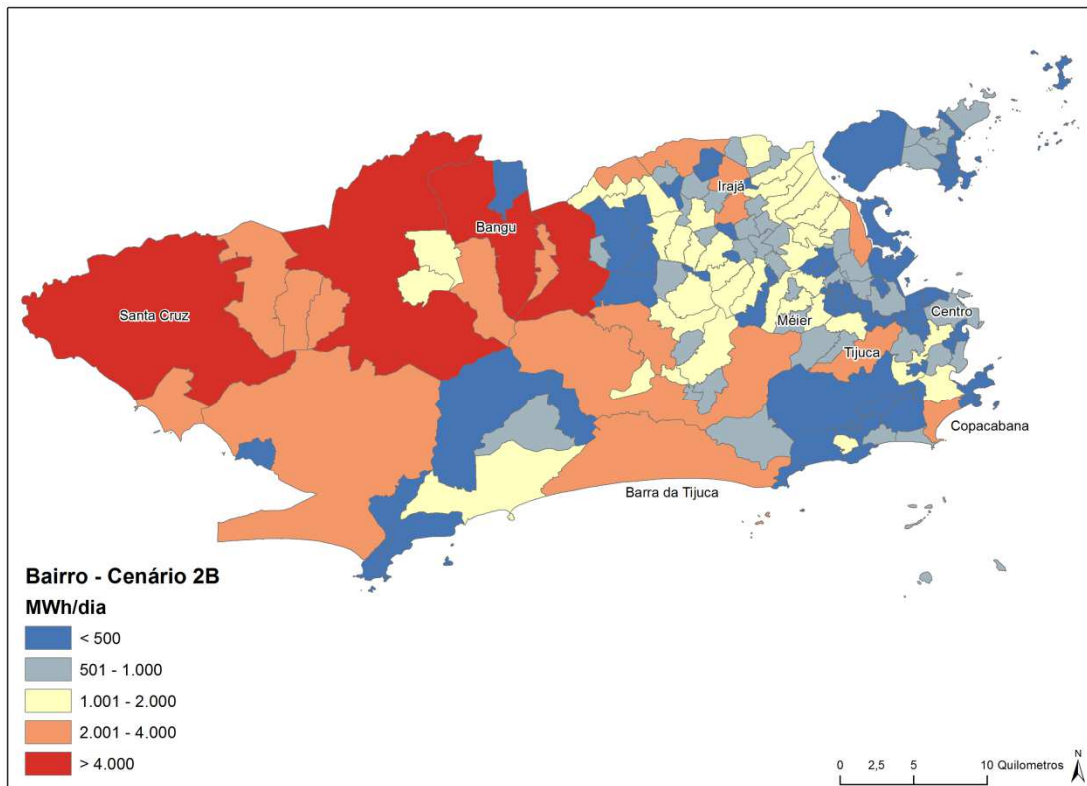 Irajá
Bangu
Santa Cruz
Méier
Centro
Tijuca
Copacabana
Barra da Tijuca
Bairro - Cenário 2B
MWh/dia
< 500
501 - 1.000
1.001 - 2.000
2.001 - 4.000
> 4.000
0 2,5 5 10 Quilometros
N